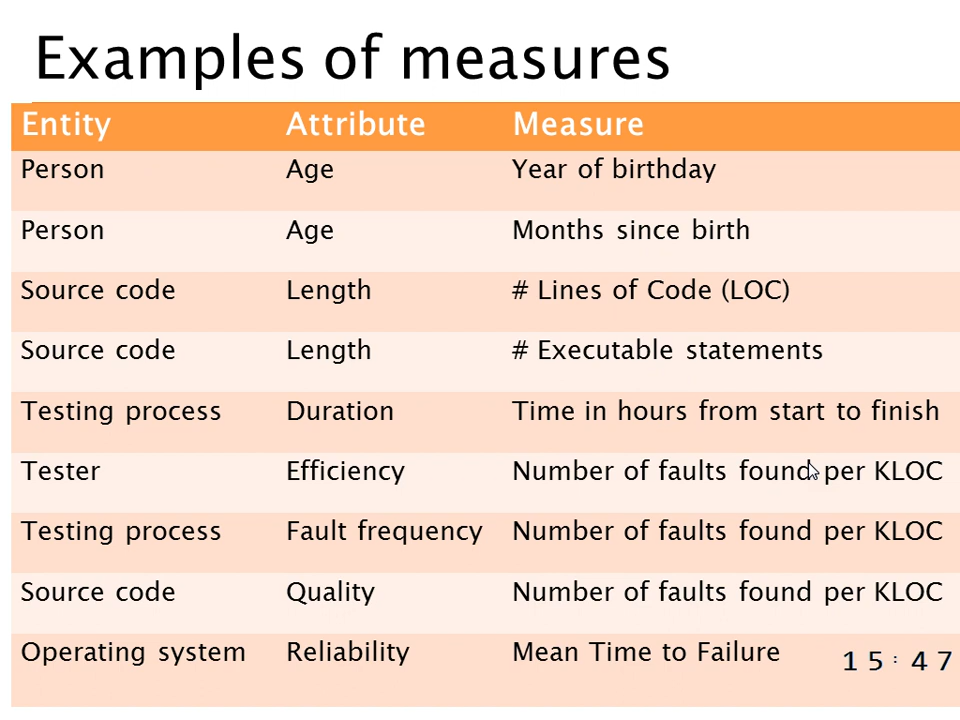 Examples of measures
Entity Attribute Measure
Person Age Year of birthday
Person Age Months since birth
Source code Length # Lines of Code (LOC)
Source code Length # Executable statements
Testing process Duration Time in hours from start to finish
Tester Efficiency Number of faults found per KLOC
Testing process Fault frequency Number of faults found per KLOC
Source code Quality Number of faults found per KLOC
Operating system Reliability Mean Time to Failure
15:47